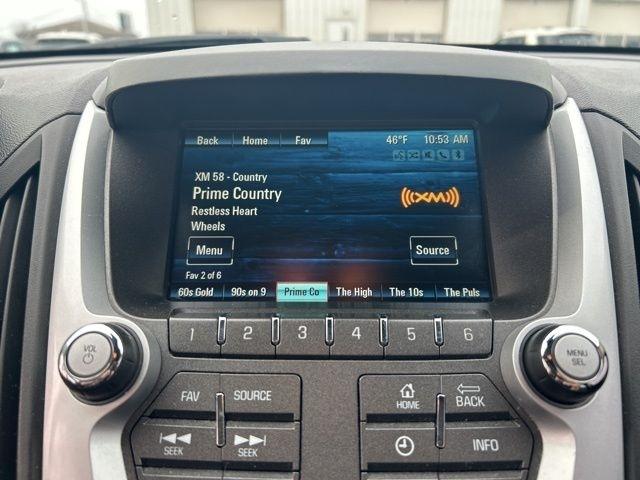 Back Home Fav 46°F 10:53 AM
XM 58 - Country
Prime Country
Restless Heart
Wheels
((XM))
Menu Source
Fav 2 of 6
60s Gold 90s on 9 Prime Co The High The 10s The Puls
1 2 3 4 5 6
VOL
MENU
SEL
FAV SOURCE
HOME BACK
SEEK SEEK
INFO